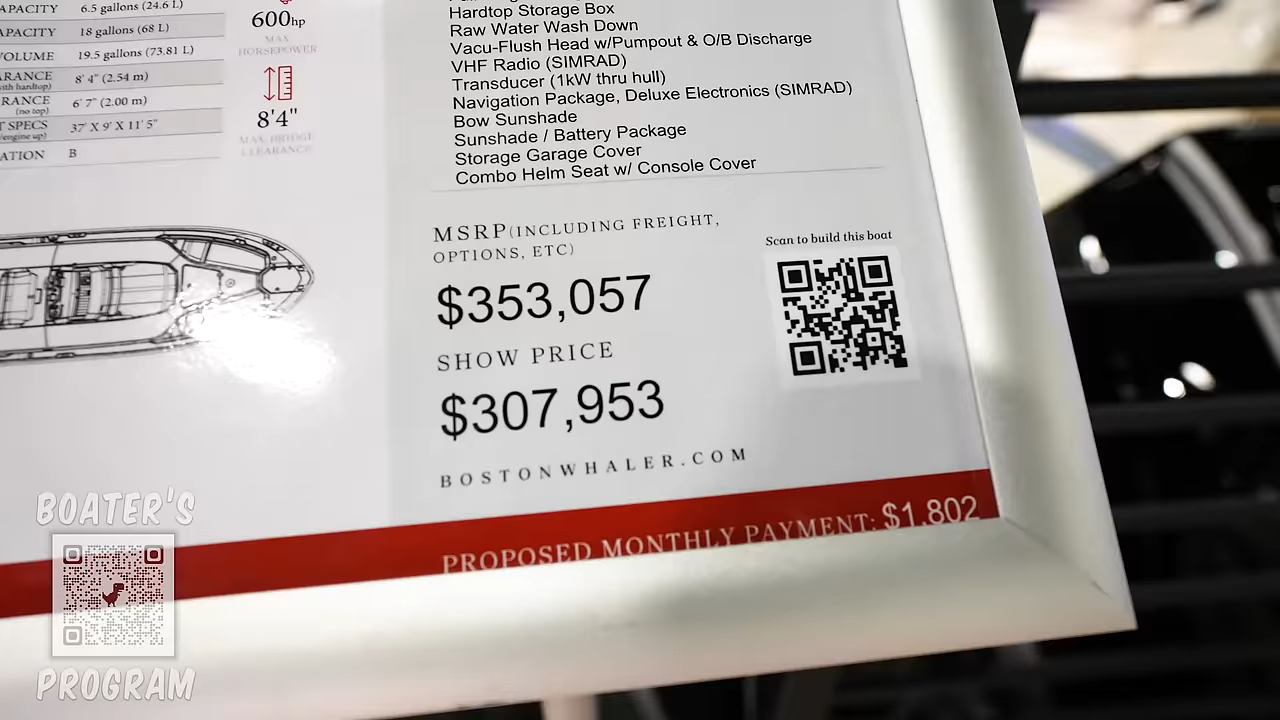 APACITY 6.5 gallons (24.6 L)
APACITY 18 gallons (68 L)
VOLUME 19.5 gallons (73.81 L)
ARANCE 8' 4" (2.54 m)
with hardtop)
RANCE 6' 7" (2.00 m)
(no top)
T SPECS 37' X 9' X 11' 5"
/engine up)
ATION B
600hp
MAX
HORSEPOWER
8'4"
MAX. BRIDGE
CLEARANCE
Hardtop Storage Box
Raw Water Wash Down
Vacu-Flush Head w/Pumpout & O/B Discharge
VHF Radio (SIMRAD)
Transducer (1kW thru hull)
Navigation Package, Deluxe Electronics (SIMRAD)
Bow Sunshade
Sunshade / Battery Package
Storage Garage Cover
Combo Helm Seat w/ Console Cover
MSRP(INCLUDING FREIGHT,
OPTIONS, ETC)
$353,057
SHOW PRICE
$307,953
BOSTONWHALER.COM
Scan to build this boat
PROPOSED MONTHLY PAYMENT: $1,802
BOATER'S
PROGRAM